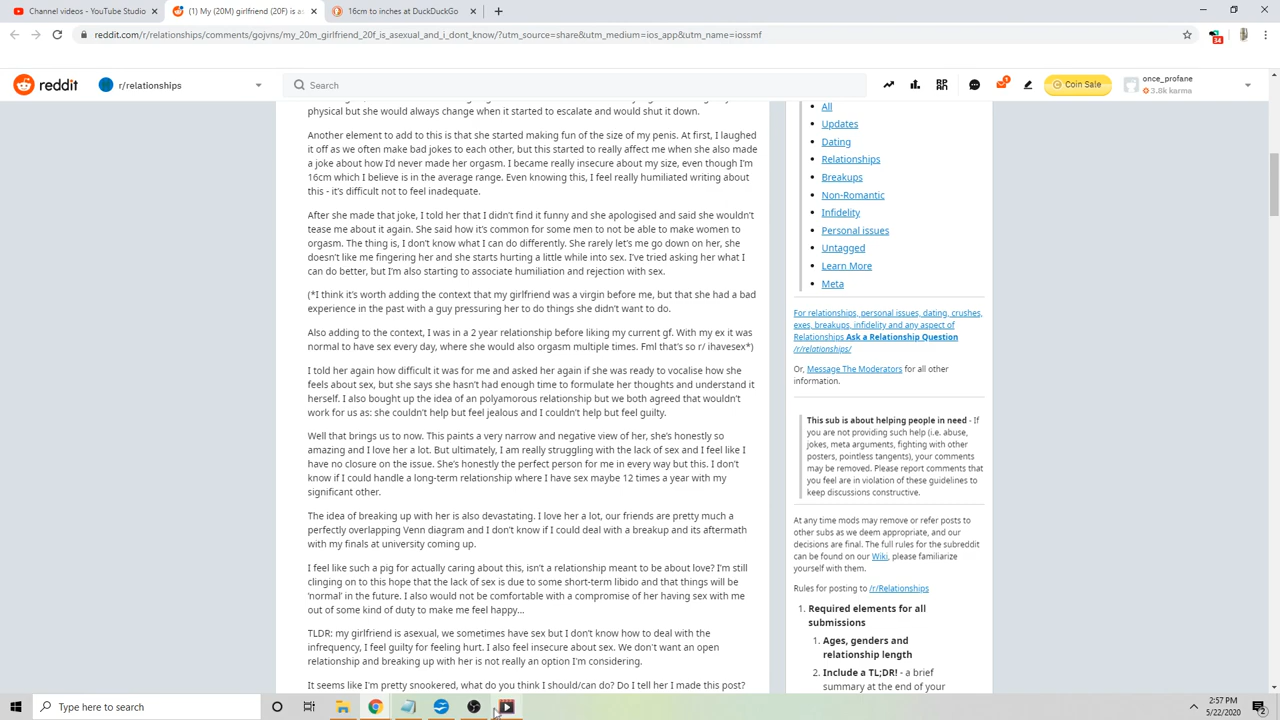 Channel videos - YouTube Studio
(1) My (20M) girlfriend (20F) is as
16cm to inches at DuckDuckGo
reddit.com/r/relationships/comments/gojvns/my_20m_girlfriend_20f_is_asexual_and_i_dont_know/?utm_source=share&utm_medium=ios_app&utm_name=iossmf
34
reddit
r/relationships
Search
1
Coin Sale
once_profane
3.8k karma
physical but she would always change when it started to escalate and would shut it down.
Another element to add to this is that she started making fun of the size of my penis. At first, I laughed
it off as we often make bad jokes to each other, but this started to really affect me when she also made
a joke about how I'd never made her orgasm. I became really insecure about my size, even though I'm
16cm which I believe is in the average range. Even knowing this, I feel really humiliated writing about
this - it's difficult not to feel inadequate.
After she made that joke, I told her that I didn't find it funny and she apologised and said she wouldn't
tease me about it again. She said how it's common for some men to not be able to make women to
orgasm. The thing is, I don't know what I can do differently. She rarely let's me go down on her, she
doesn't like me fingering her and she starts hurting a little while into sex. I've tried asking her what I
can do better, but I'm also starting to associate humiliation and rejection with sex.
(*I think it's worth adding the context that my girlfriend was a virgin before me, but that she had a bad
experience in the past with a guy pressuring her to do things she didn't want to do.
Also adding to the context, I was in a 2 year relationship before liking my current gf. With my ex it was
normal to have sex every day, where she would also orgasm multiple times. Fml that's so r/ ihavesex*)
I told her again how difficult it was for me and asked her again if she was ready to vocalise how she
feels about sex, but she says she hasn't had enough time to formulate her thoughts and understand it
herself. I also bought up the idea of an polyamorous relationship but we both agreed that wouldn't
work for us as: she couldn't help but feel jealous and I couldn't help but feel guilty.
Well that brings us to now. This paints a very narrow and negative view of her, she's honestly so
amazing and I love her a lot. But ultimately, I am really struggling with the lack of sex and I feel like I
have no closure on the issue. She's honestly the perfect person for me in every way but this. I don't
know if I could handle a long-term relationship where I have sex maybe 12 times a year with my
significant other.
The idea of breaking up with her is also devastating. I love her a lot, our friends are pretty much a
perfectly overlapping Venn diagram and I don't know if I could deal with a breakup and its aftermath
with my finals at university coming up.
I feel like such a pig for actually caring about this, isn't a relationship meant to be about love? I'm still
clinging on to this hope that the lack of sex is due to some short-term libido and that things will be
'normal' in the future. I also would not be comfortable with a compromise of her having sex with me
out of some kind of duty to make me feel happy...
TLDR: my girlfriend is asexual, we sometimes have sex but I don't know how to deal with the
infrequency, I feel guilty for feeling hurt. I also feel insecure about sex. We don't want an open
relationship and breaking up with her is not really an option I'm considering.
It seems like I'm pretty snookered, what do you think I should/can do? Do I tell her I made this post?
All
Updates
Dating
Relationships
Breakups
Non-Romantic
Infidelity
Personal issues
Untagged
Learn More
Meta
For relationships, personal issues, dating, crushes,
exes, breakups, infidelity and any aspect of
Relationships Ask a Relationship Question
/r/relationships/
Or, Message The Moderators for all other
information.
This sub is about helping people in need - If
you are not providing such help (i.e. abuse,
jokes, meta arguments, fighting with other
posters, pointless tangents), your comments
may be removed. Please report comments that
you feel are in violation of these guidelines to
keep discussions constructive.
At any time mods may remove or refer posts to
other subs as we deem appropriate, and our
decisions are final. The full rules for the subreddit
can be found on our Wiki, please familiarize
yourself with them.
Rules for posting to /r/Relationships
1. Required elements for all
submissions
1. Ages, genders and
relationship length
2. Include a TL;DR! - a brief
summary at the end of your
Type here to search
2:57 PM
5/22/2020
2